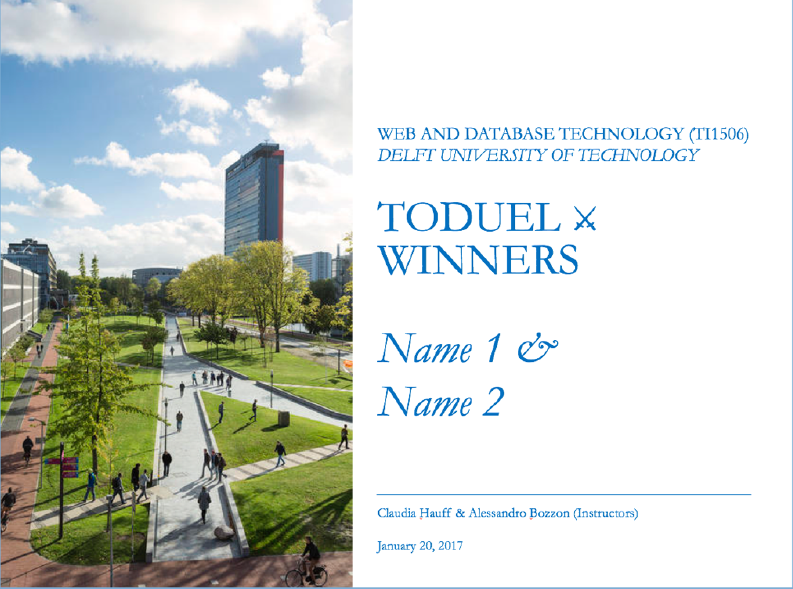 WEB AND DATABASE TECHNOLOGY (TI1506)
DELFT UNIVERSITY OF TECHNOLOGY
TODUEL ⚔
WINNERS
Name 1 &
Name 2
Claudia Hauff & Alessandro Bozzon (Instructors)
January 20, 2017